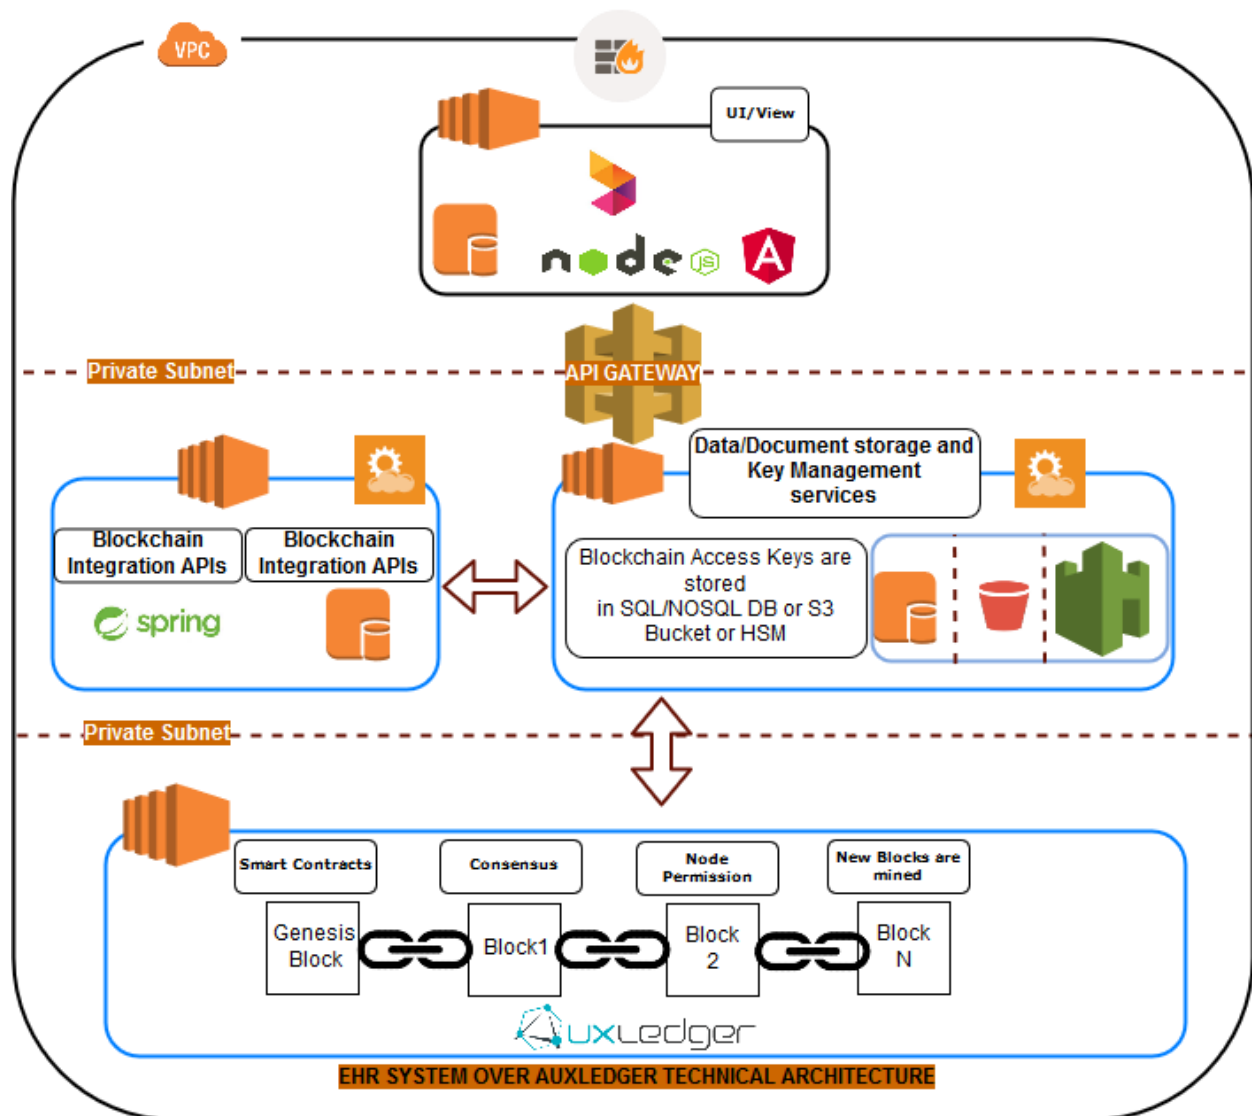 VPC
UI/View
node
JS
A
Private Subnet
API GATEWAY
Data/Document storage and
Key Management
services
Blockchain
Integration APIs
Blockchain
Integration APIs
spring
Blockchain Access Keys are
stored
in SQL/NOSQL DB or S3
Bucket or HSM
Private Subnet
Smart Contracts
Consensus
Node
Permission
New Blocks are
mined
Genesis
Block
Block1
Block
2
Block
N
AUXLedger
EHR SYSTEM OVER AUXLEDGER TECHNICAL ARCHITECTURE